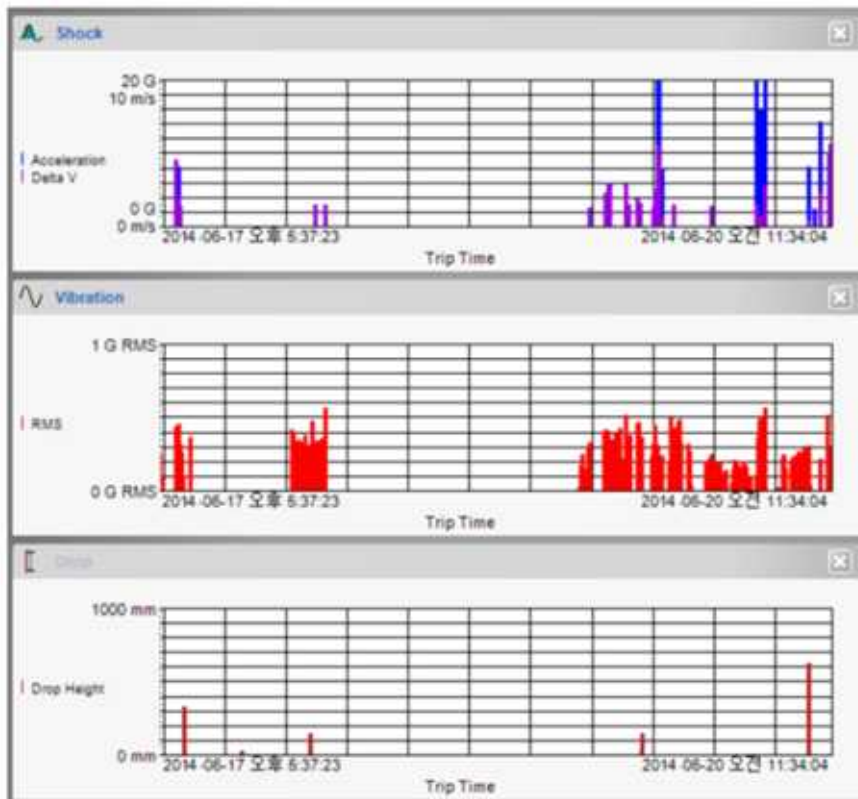 Shock
20 G
10 m/s
Acceleration
Delta V
0 G
0 m/s
2014-06-17 오후 5:37:23 2014-06-20 오전 11:34:04
Trip Time
Vibration
1 G RMS
RMS
0 G RMS
2014-06-17 오후 5:37:23 2014-06-20 오전 11:34:04
Trip Time
Drop
1000 mm
Drop Height
0 mm
2014-06-17 오후 5:37:23 2014-06-20 오전 11:34:04
Trip Time